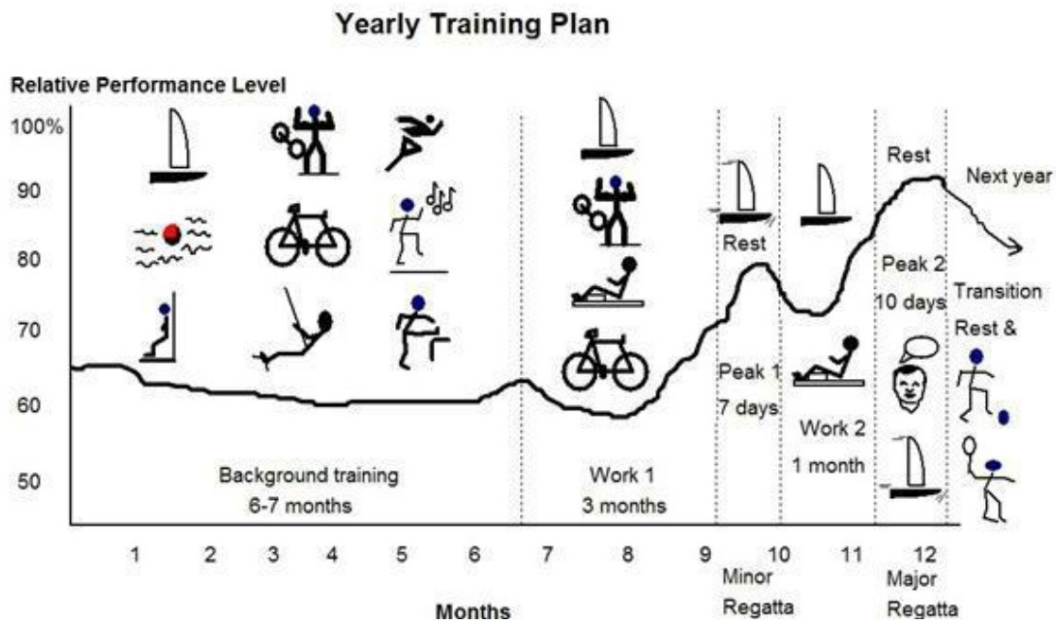 Yearly Training Plan
Relative Performance Level
100%
90
80
70
60
50
Background training
6-7 months
Work 1
3 months
Rest
Peak 1
7 days
Work 2
1 month
Rest
Peak 2
10 days
Next year
Transition
Rest &
1 2 3 4 5 6 7 8 9 10 11 12
Minor
Regatta
Major
Regatta
Months